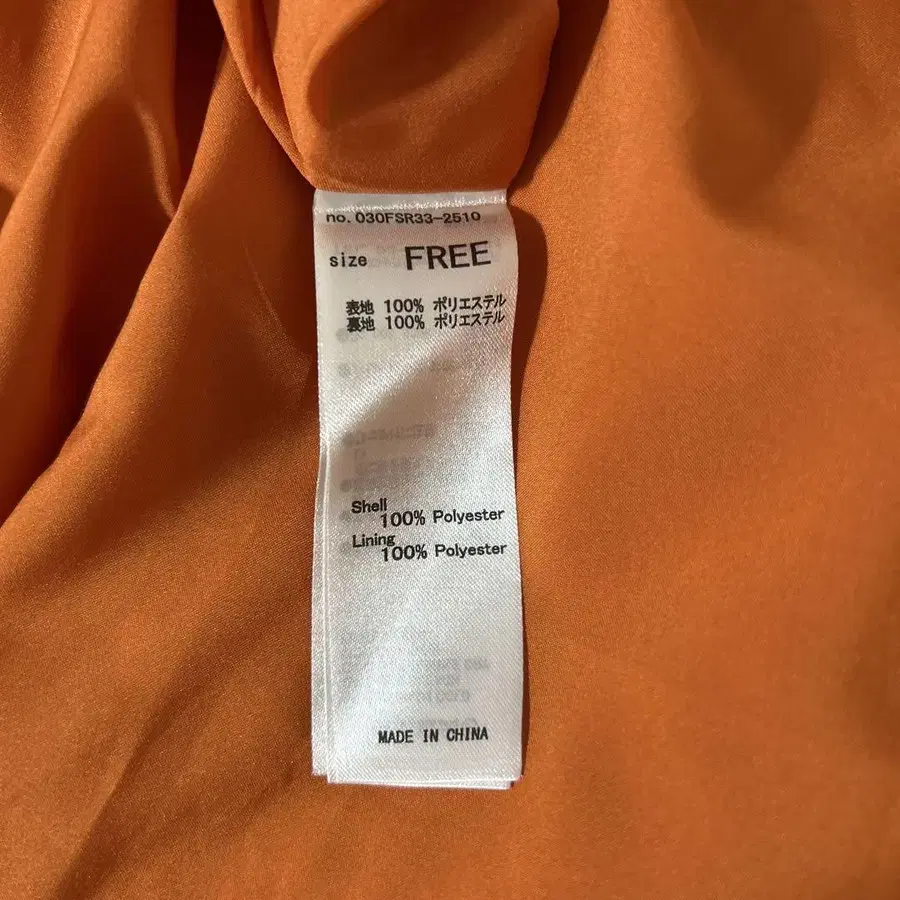 no. 030FSR33-2510
size FREE
表地 100% ポリエステル
裏地 100% ポリエステル
Shell
100% Polyester
Lining
100% Polyester
MADE IN CHINA